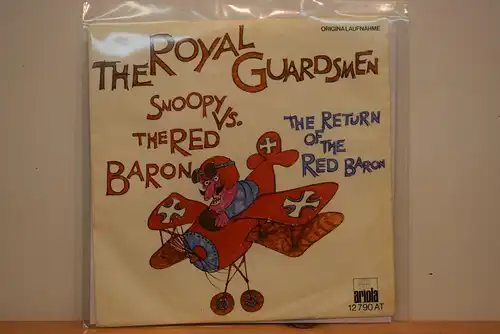 ORIGINALAUFNAHME
THE ROYAL
GUARDSMEN
SNOOPY VS.
THE RED
BARON
THE RETURN
OF THE
RED BARON
ariola
12 790 AT